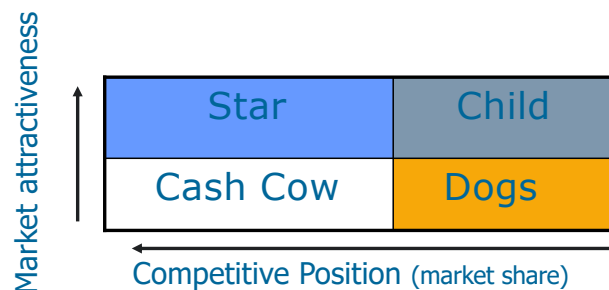 Market attractiveness
Star
Child
Cash Cow
Dogs
Competitive Position (market share)